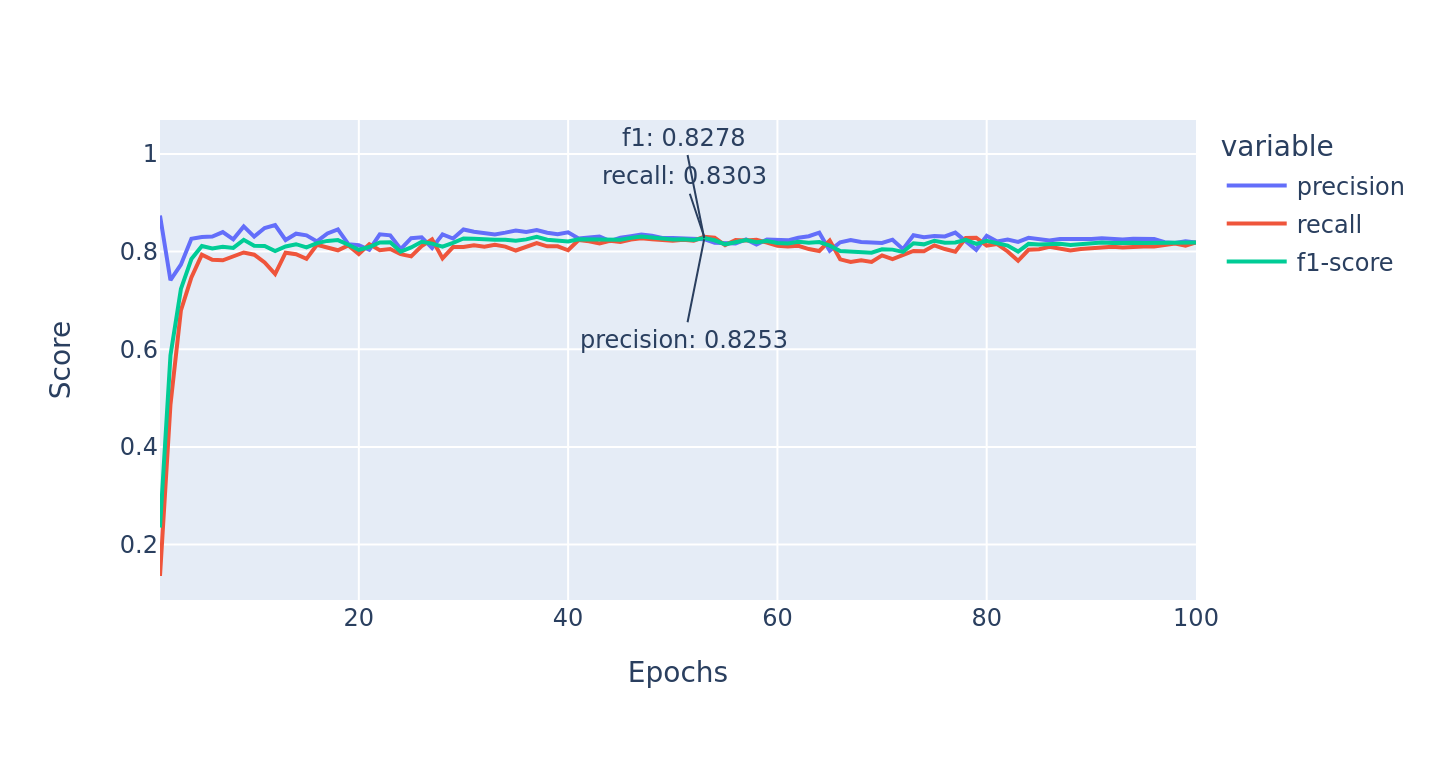 f1: 0.8278
recall: 0.8303
precision: 0.8253
1
0.8
0.6
0.4
0.2
Score
20
40
60
80
100
Epochs
variable
precision
recall
f1-score